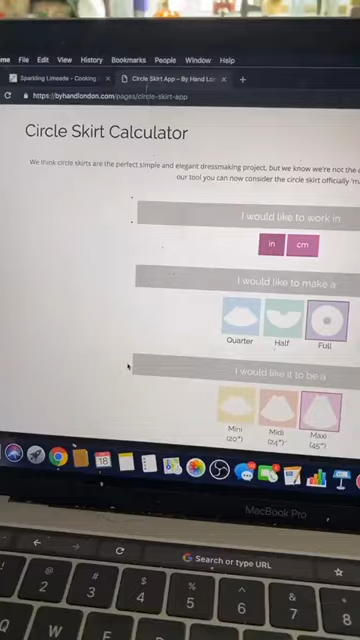 File Edit View History Bookmarks People Window Help
Sparkling Limeade - Cooking
Circle Skirt App – By Hand Lon
https://byhandlondon.com/pages/circle-skirt-app
Circle Skirt Calculator
We think circle skirts are the perfect simple and elegant dressmaking project, but we know we're not the
our tool you can now consider the circle skirt officially 'm
I would like to work in
in cm
I would like to make a
Quarter Half Full
I would like it to be a
Mini Midi Maxi
(20") (24") (45")
18
MacBook Pro
Search or type URL
@ # $ % ^ & *
2 3 4 5 6 7 8
Q W E R T Y